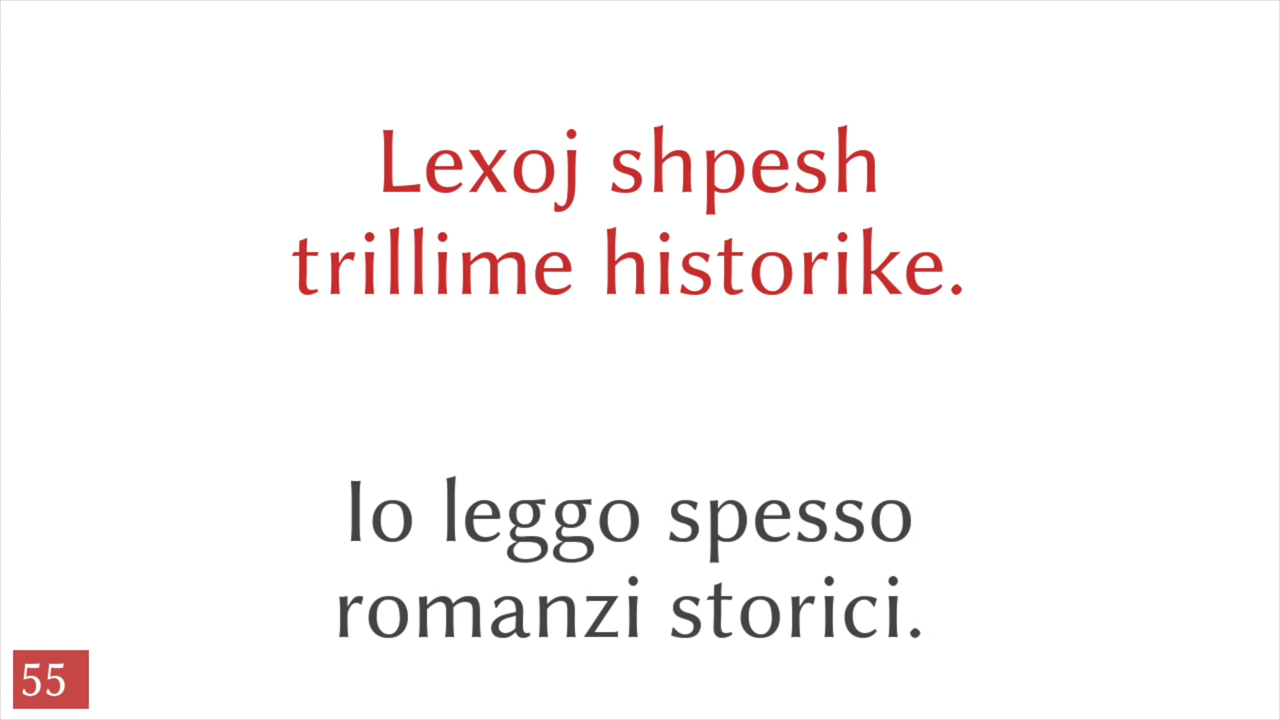 Lexoj shpesh
trillime historike.
Io leggo spesso
romanzi storici.
55